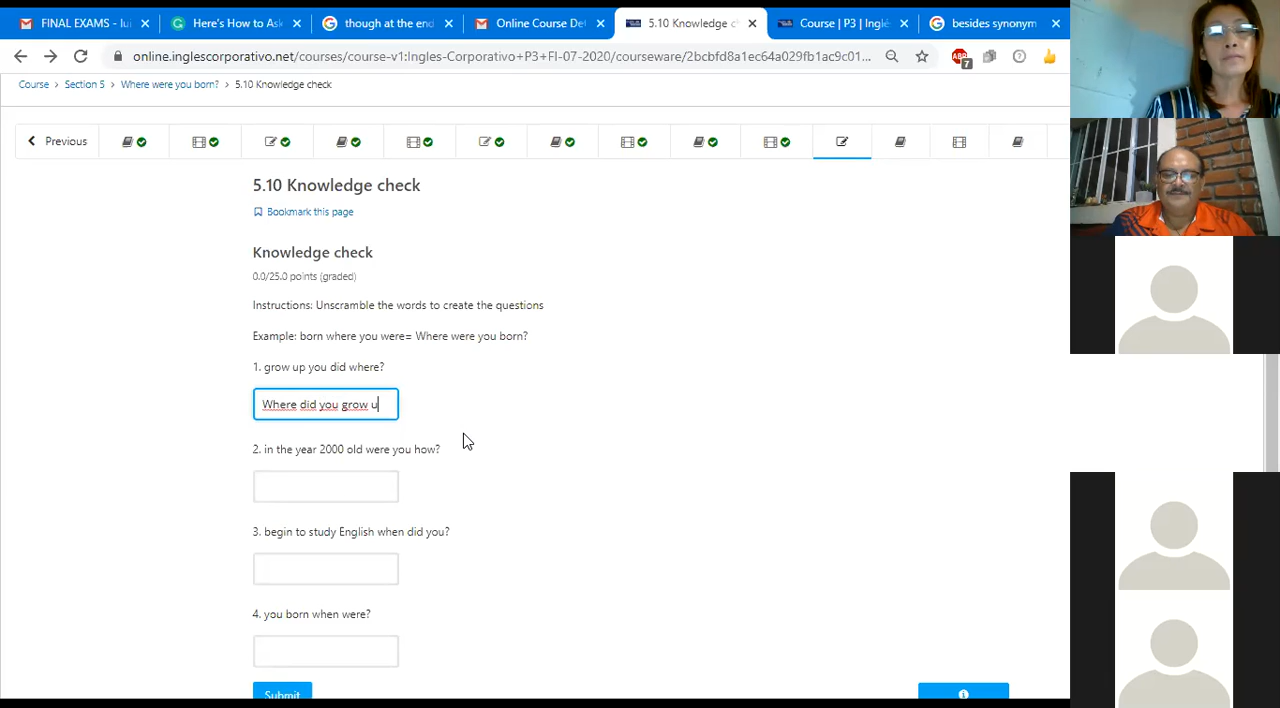 FINAL EXAMS - lu
Here's How to Ask
though at the end
Online Course De
5.10 Knowledge c
Course | P3 | Inglé
besides synonym
online.inglescorporativo.net/courses/course-v1:Ingles-Corporativo+P3+FI-07-2020/courseware/2bcbfd8a1ec64a029fb1ac9c01...
ABP
7
Course
Section 5
Where were you born?
5.10 Knowledge check
Previous
5.10 Knowledge check
Bookmark this page
Knowledge check
0.0/25.0 points (graded)
Instructions: Unscramble the words to create the questions
Example: born where you were= Where were you born?
1. grow up you did where?
Where did you grow u
2. in the year 2000 old were you how?
3. begin to study English when did you?
4. you born when were?
Submit